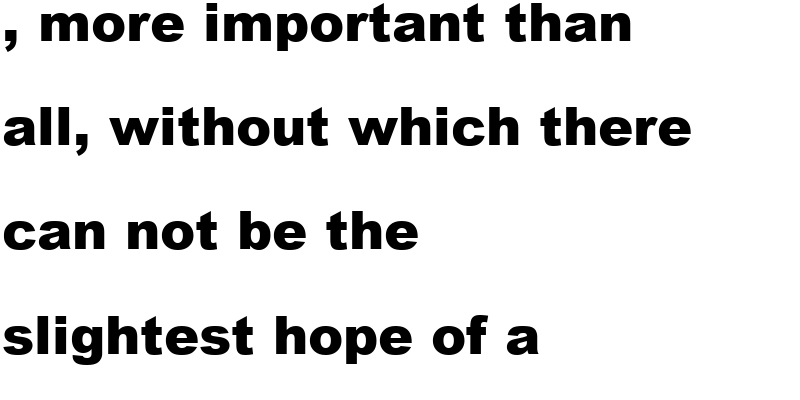 , more important than
all, without which there
can not be the
slightest hope of a